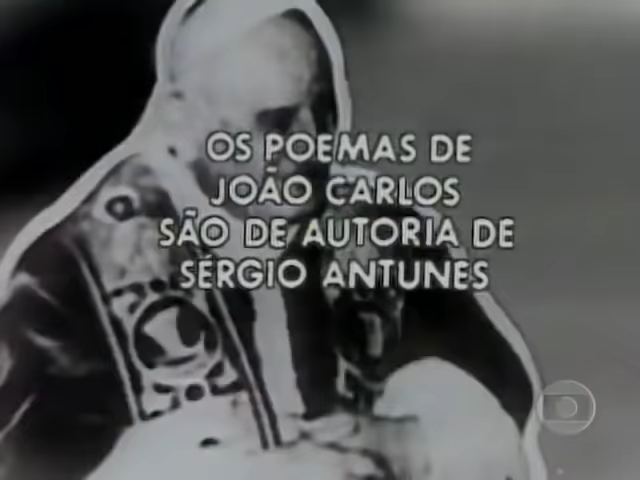 OS POEMAS DE
JOÃO CARLOS
SÃO DE AUTORIA DE
SÉRGIO ANTUNES